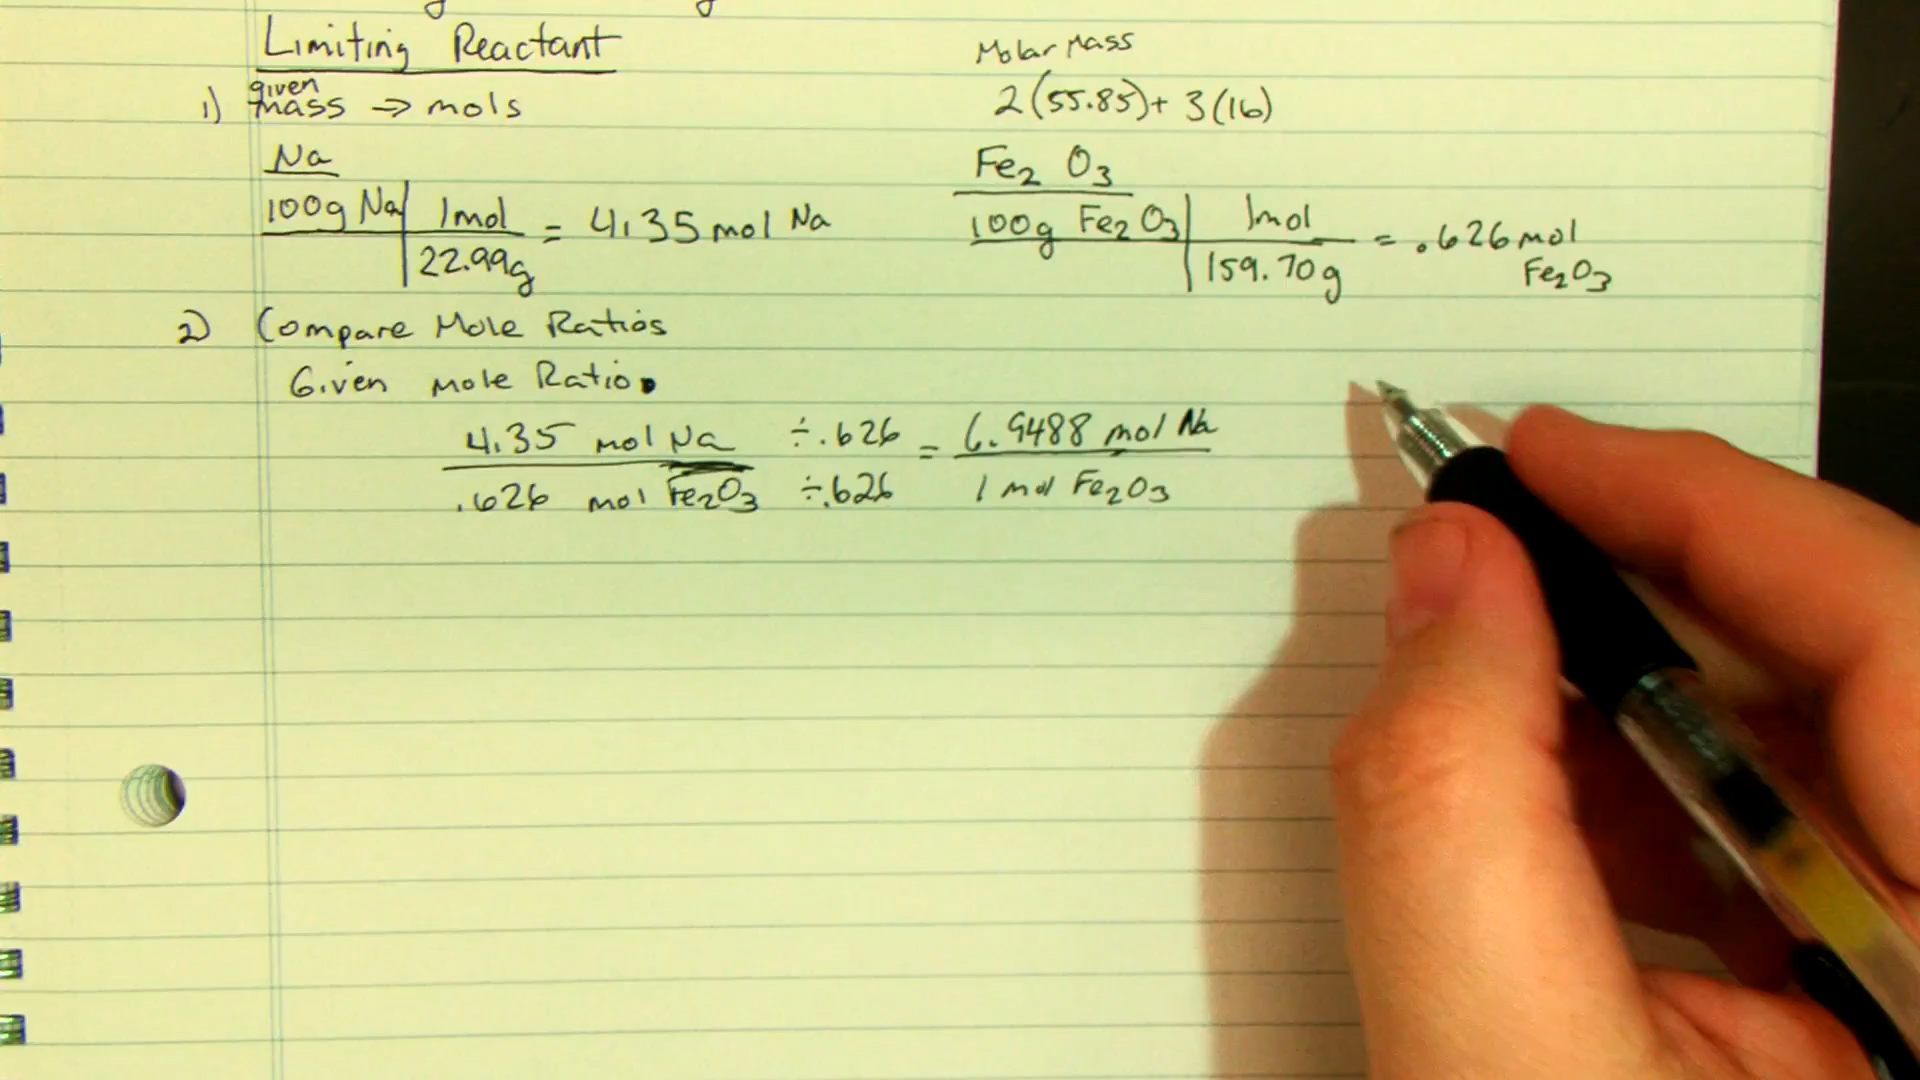 Limiting Reactant
given
1) mass → mols
Na
100g Na | 1mol = 4.35 mol Na
22.99g
Molar Mass
2(55.85)+ 3(16)
Fe2 O3
100g Fe2O3 | 1mol = .626 mol
159.70g Fe2O3
2) Compare Mole Ratios
Given Mole Ratio.
4.35 mol Na ÷.626 = 6.9488 mol Na
.626 mol Fe2O3 ÷.626 1 mol Fe2O3